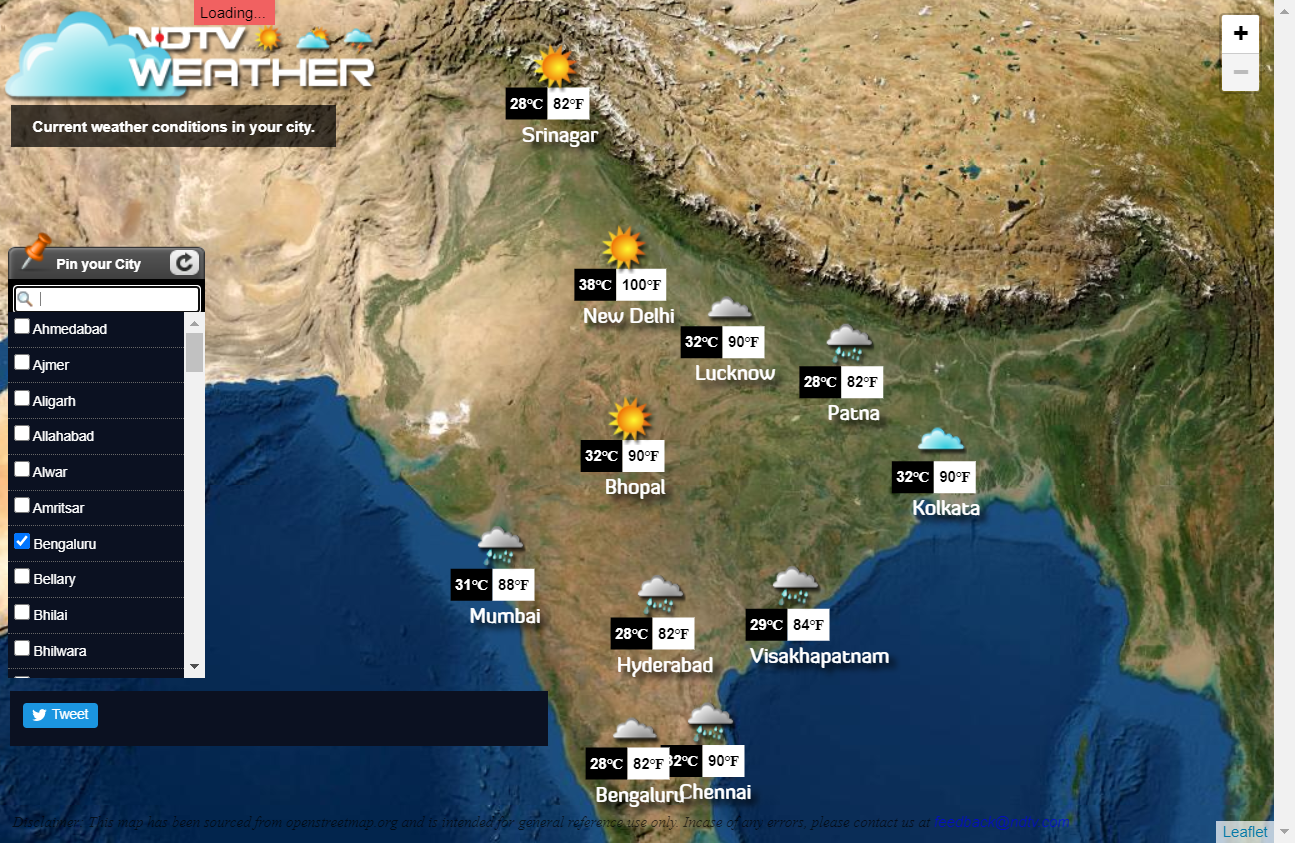 Loading...
NDTV
WEATHER
Current weather conditions in your city.
+
−
28°C 82°F
Srinagar
38°C 100°F
New Delhi
32°C 90°F
Lucknow
28°C 82°F
Patna
32°C 90°F
Bhopal
32°C 90°F
Kolkata
31°C 88°F
Mumbai
28°C 82°F
Hyderabad
29°C 84°F
Visakhapatnam
28°C 82°F
Bengaluru
32°C 90°F
Chennai
Pin your City
Ahmedabad
Ajmer
Aligarh
Allahabad
Alwar
Amritsar
Bengaluru
Bellary
Bhilai
Bhilwara
Tweet
Disclaimer: This map has been sourced from openstreetmap.org and is intended for general reference use only. Incase of any errors, please contact us at feedback@ndtv.com
Leaflet